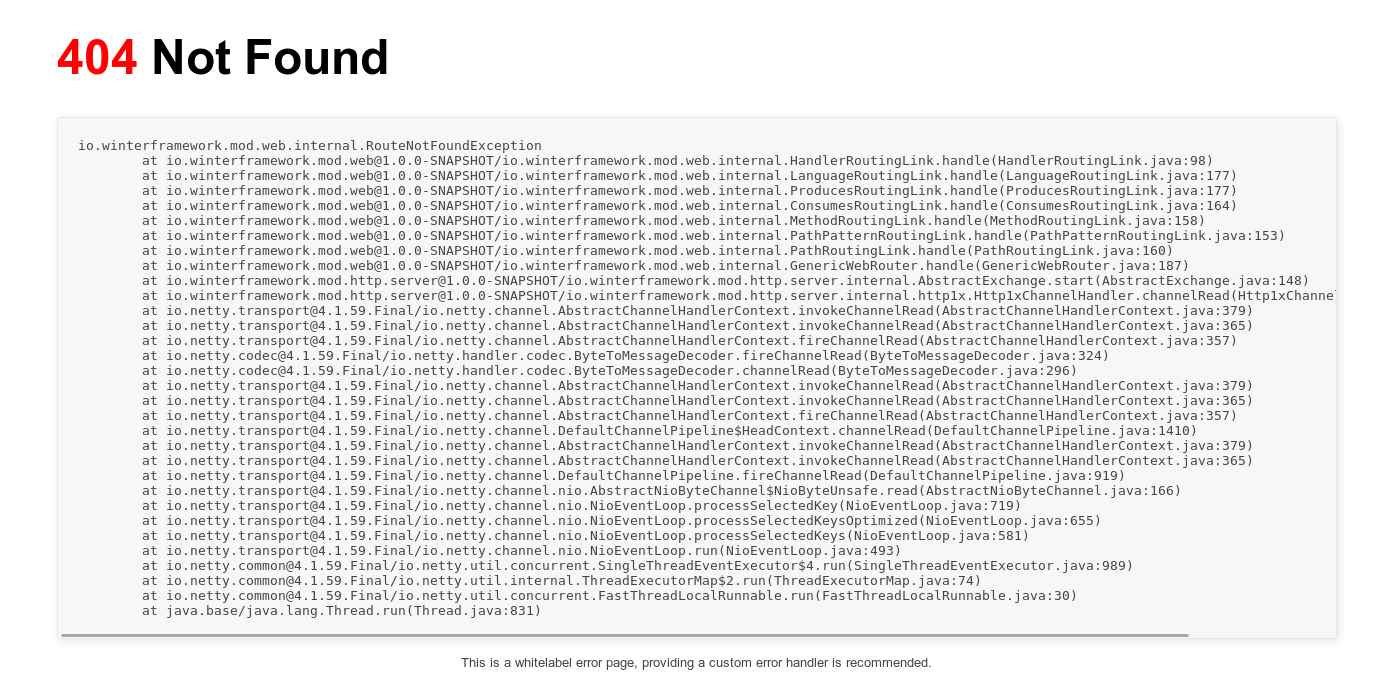 404 Not Found
io.winterframework.mod.web.internal.RouteNotFoundException
at io.winterframework.mod.web@1.0.0-SNAPSHOT/io.winterframework.mod.web.internal.HandlerRoutingLink.handle(HandlerRoutingLink.java:98)
at io.winterframework.mod.web@1.0.0-SNAPSHOT/io.winterframework.mod.web.internal.LanguageRoutingLink.handle(LanguageRoutingLink.java:177)
at io.winterframework.mod.web@1.0.0-SNAPSHOT/io.winterframework.mod.web.internal.ProducesRoutingLink.handle(ProducesRoutingLink.java:177)
at io.winterframework.mod.web@1.0.0-SNAPSHOT/io.winterframework.mod.web.internal.ConsumesRoutingLink.handle(ConsumesRoutingLink.java:164)
at io.winterframework.mod.web@1.0.0-SNAPSHOT/io.winterframework.mod.web.internal.MethodRoutingLink.handle(MethodRoutingLink.java:158)
at io.winterframework.mod.web@1.0.0-SNAPSHOT/io.winterframework.mod.web.internal.PathPatternRoutingLink.handle(PathPatternRoutingLink.java:153)
at io.winterframework.mod.web@1.0.0-SNAPSHOT/io.winterframework.mod.web.internal.PathRoutingLink.handle(PathRoutingLink.java:160)
at io.winterframework.mod.web@1.0.0-SNAPSHOT/io.winterframework.mod.web.internal.GenericWebRouter.handle(GenericWebRouter.java:187)
at io.winterframework.mod.http.server@1.0.0-SNAPSHOT/io.winterframework.mod.http.server.internal.AbstractExchange.start(AbstractExchange.java:148)
at io.winterframework.mod.http.server@1.0.0-SNAPSHOT/io.winterframework.mod.http.server.internal.http1x.Http1xChannelHandler.channelRead(Http1xChannel
at io.netty.transport@4.1.59.Final/io.netty.channel.AbstractChannelHandlerContext.invokeChannelRead(AbstractChannelHandlerContext.java:379)
at io.netty.transport@4.1.59.Final/io.netty.channel.AbstractChannelHandlerContext.invokeChannelRead(AbstractChannelHandlerContext.java:365)
at io.netty.transport@4.1.59.Final/io.netty.channel.AbstractChannelHandlerContext.fireChannelRead(AbstractChannelHandlerContext.java:357)
at io.netty.codec@4.1.59.Final/io.netty.handler.codec.ByteToMessageDecoder.fireChannelRead(ByteToMessageDecoder.java:324)
at io.netty.codec@4.1.59.Final/io.netty.handler.codec.ByteToMessageDecoder.channelRead(ByteToMessageDecoder.java:296)
at io.netty.transport@4.1.59.Final/io.netty.channel.AbstractChannelHandlerContext.invokeChannelRead(AbstractChannelHandlerContext.java:379)
at io.netty.transport@4.1.59.Final/io.netty.channel.AbstractChannelHandlerContext.invokeChannelRead(AbstractChannelHandlerContext.java:365)
at io.netty.transport@4.1.59.Final/io.netty.channel.AbstractChannelHandlerContext.fireChannelRead(AbstractChannelHandlerContext.java:357)
at io.netty.transport@4.1.59.Final/io.netty.channel.DefaultChannelPipeline$HeadContext.channelRead(DefaultChannelPipeline.java:1410)
at io.netty.transport@4.1.59.Final/io.netty.channel.AbstractChannelHandlerContext.invokeChannelRead(AbstractChannelHandlerContext.java:379)
at io.netty.transport@4.1.59.Final/io.netty.channel.AbstractChannelHandlerContext.invokeChannelRead(AbstractChannelHandlerContext.java:365)
at io.netty.transport@4.1.59.Final/io.netty.channel.DefaultChannelPipeline.fireChannelRead(DefaultChannelPipeline.java:919)
at io.netty.transport@4.1.59.Final/io.netty.channel.nio.AbstractNioByteChannel$NioByteUnsafe.read(AbstractNioByteChannel.java:166)
at io.netty.transport@4.1.59.Final/io.netty.channel.nio.NioEventLoop.processSelectedKey(NioEventLoop.java:719)
at io.netty.transport@4.1.59.Final/io.netty.channel.nio.NioEventLoop.processSelectedKeysOptimized(NioEventLoop.java:655)
at io.netty.transport@4.1.59.Final/io.netty.channel.nio.NioEventLoop.processSelectedKeys(NioEventLoop.java:581)
at io.netty.transport@4.1.59.Final/io.netty.channel.nio.NioEventLoop.run(NioEventLoop.java:493)
at io.netty.common@4.1.59.Final/io.netty.util.concurrent.SingleThreadEventExecutor$4.run(SingleThreadEventExecutor.java:989)
at io.netty.common@4.1.59.Final/io.netty.util.internal.ThreadExecutorMap$2.run(ThreadExecutorMap.java:74)
at io.netty.common@4.1.59.Final/io.netty.util.concurrent.FastThreadLocalRunnable.run(FastThreadLocalRunnable.java:30)
at java.base/java.lang.Thread.run(Thread.java:831)
This is a whitelabel error page, providing a custom error handler is recommended.